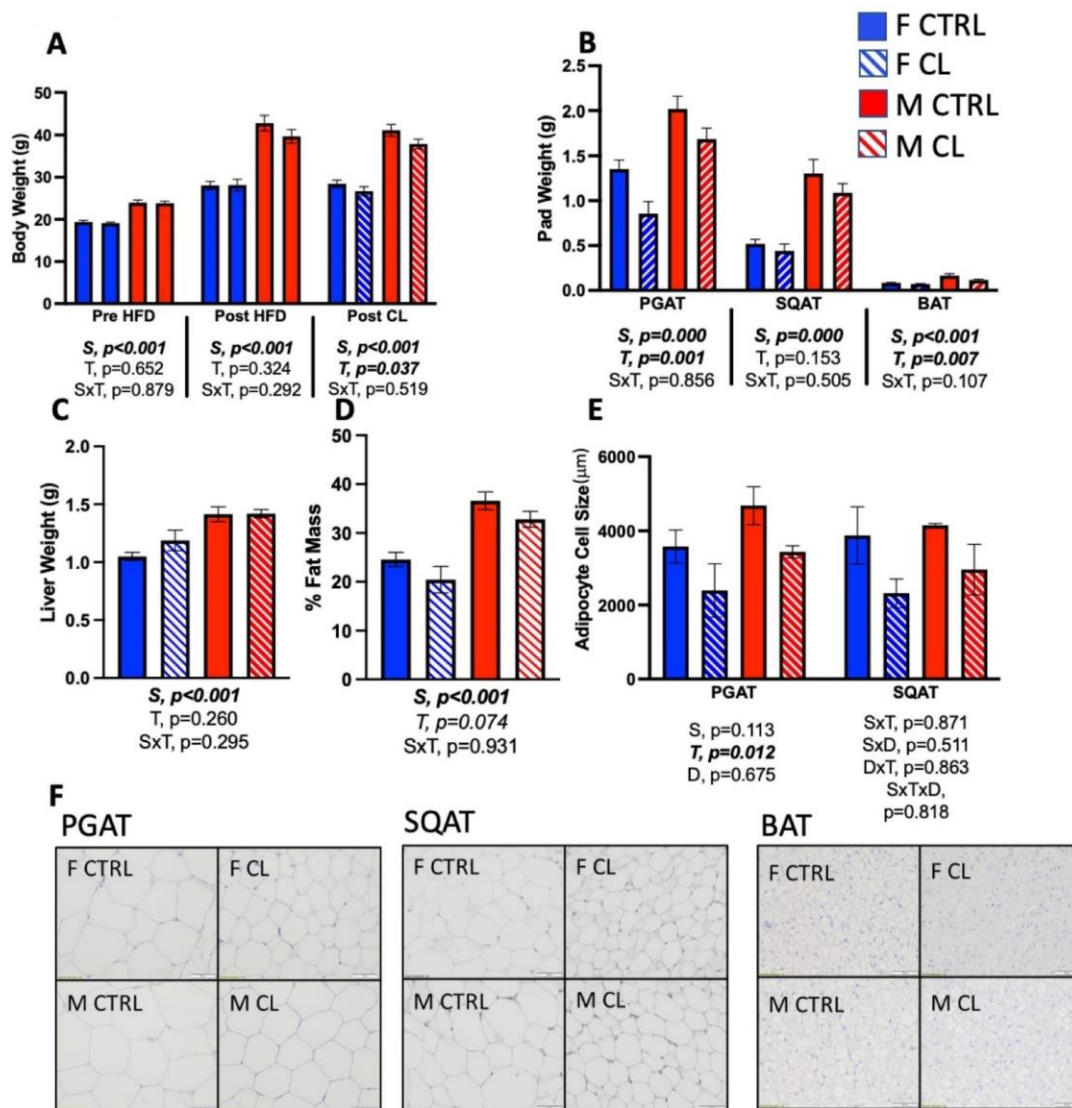 A
B
F CTRL
F CL
M CTRL
M CL
Body Weight (g)
50
40
30
20
10
0
Pre HFD
Post HFD
Post CL
S, p<0.001
T, p=0.652
SxT, p=0.879
S, p<0.001
T, p=0.324
SxT, p=0.292
S, p<0.001
T, p=0.037
SxT, p=0.519
Pad Weight (g)
2.5
2.0
1.5
1.0
0.5
0.0
PGAT
SQAT
BAT
S, p=0.000
T, p=0.001
SxT, p=0.856
S, p=0.000
T, p=0.153
SxT, p=0.505
S, p<0.001
T, p=0.007
SxT, p=0.107
C
Liver Weight (g)
2.0
1.5
1.0
0.5
0.0
S, p<0.001
T, p=0.260
SxT, p=0.295
D
% Fat Mass
50
40
30
20
10
0
S, p<0.001
T, p=0.074
SxT, p=0.931
E
Adipocyte Cell Size(μm)
6000
4000
2000
0
PGAT
SQAT
S, p=0.113
T, p=0.012
D, p=0.675
SxT, p=0.871
SxD, p=0.511
DxT, p=0.863
SxTxD,
p=0.818
F
PGAT
F CTRL
F CL
M CTRL
M CL
SQAT
F CTRL
F CL
M CTRL
M CL
BAT
F CTRL
F CL
M CTRL
M CL